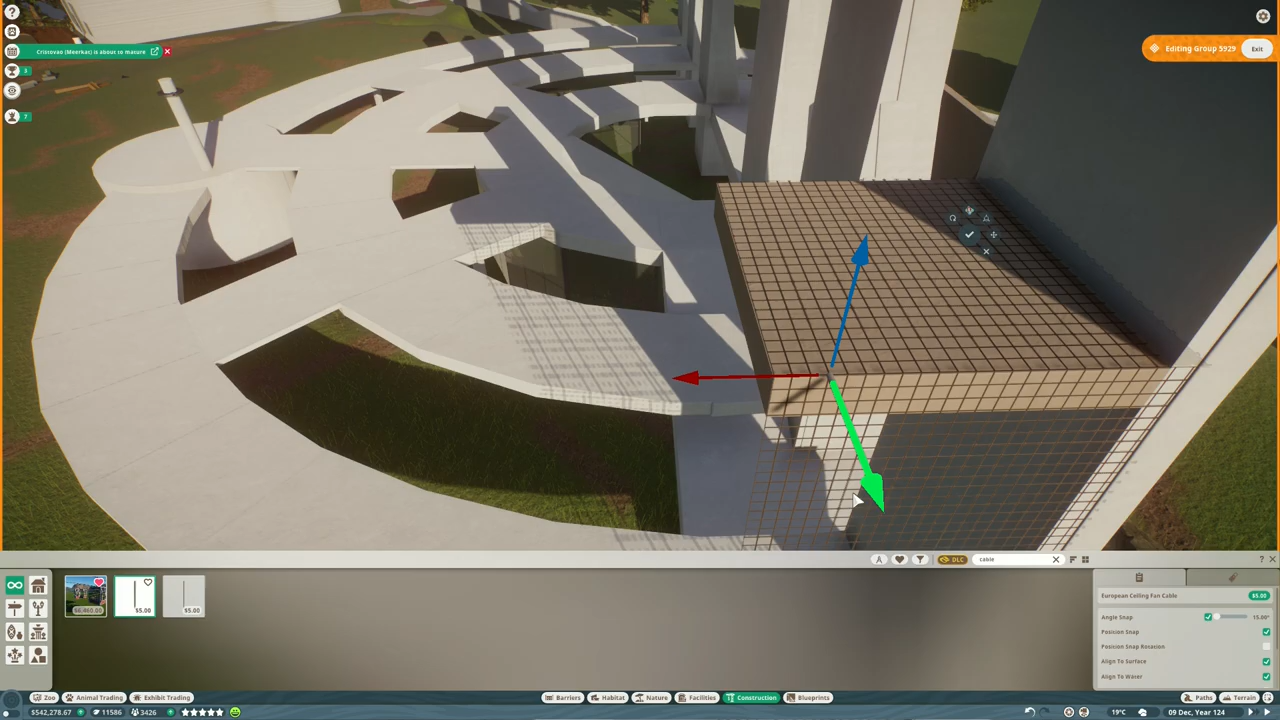 ?
Cristovao (Meerkat) is about to mature
3
7
Editing Group 5929
Exit
DLC
cable
?
$6,460.00
$5.00
$5.00
European Ceiling Fan Cable
$5.00
Angle Snap
15.00°
Position Snap
Position Snap Rotation
Align To Surface
Align To Water
Zoo
Animal Trading
Exhibit Trading
Barriers
Habitat
Nature
Facilities
Construction
Blueprints
Paths
Terrain
$542,278.67
11586
3426
19°C
09 Dec, Year 124